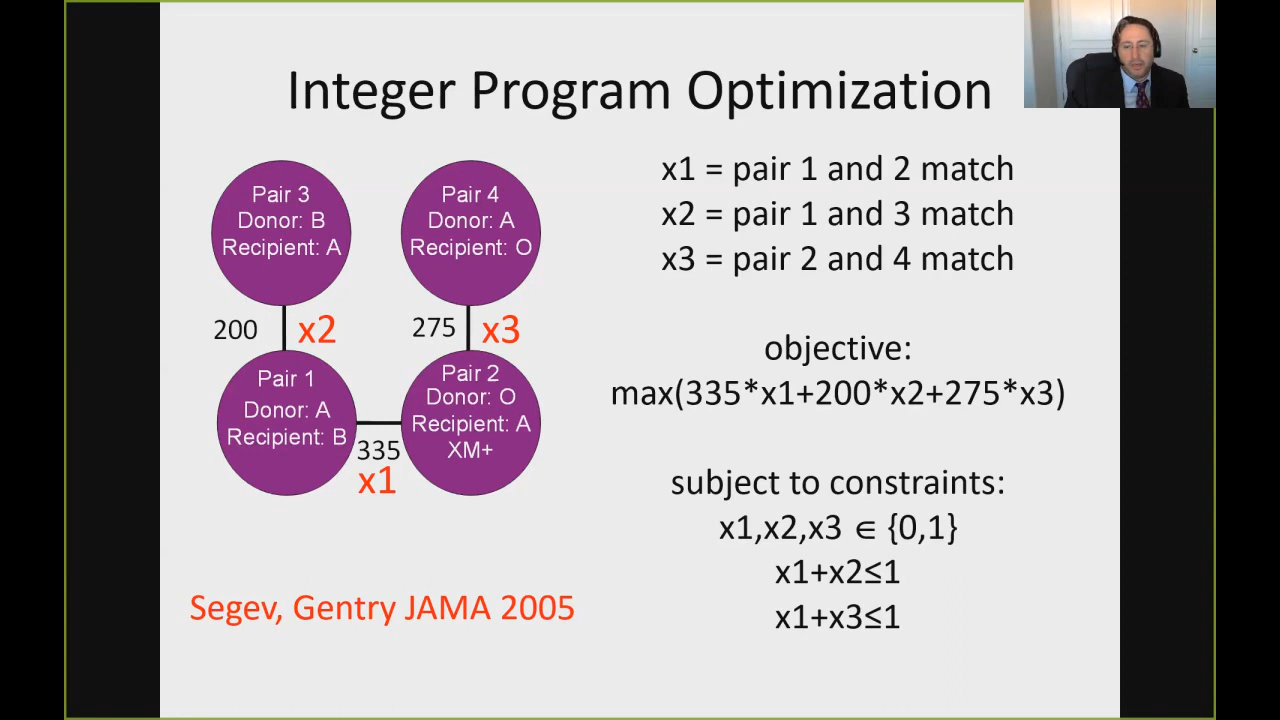 Integer Program Optimization
Pair 3
Donor: B
Recipient: A
Pair 4
Donor: A
Recipient: O
200
x2
275
x3
Pair 1
Donor: A
Recipient: B
Pair 2
Donor: O
Recipient: A
XM+
335
x1
Segev, Gentry JAMA 2005
x1 = pair 1 and 2 match
x2 = pair 1 and 3 match
x3 = pair 2 and 4 match
objective:
max(335*x1+200*x2+275*x3)
subject to constraints:
x1,x2,x3 ∈ {0,1}
x1+x2≤1
x1+x3≤1